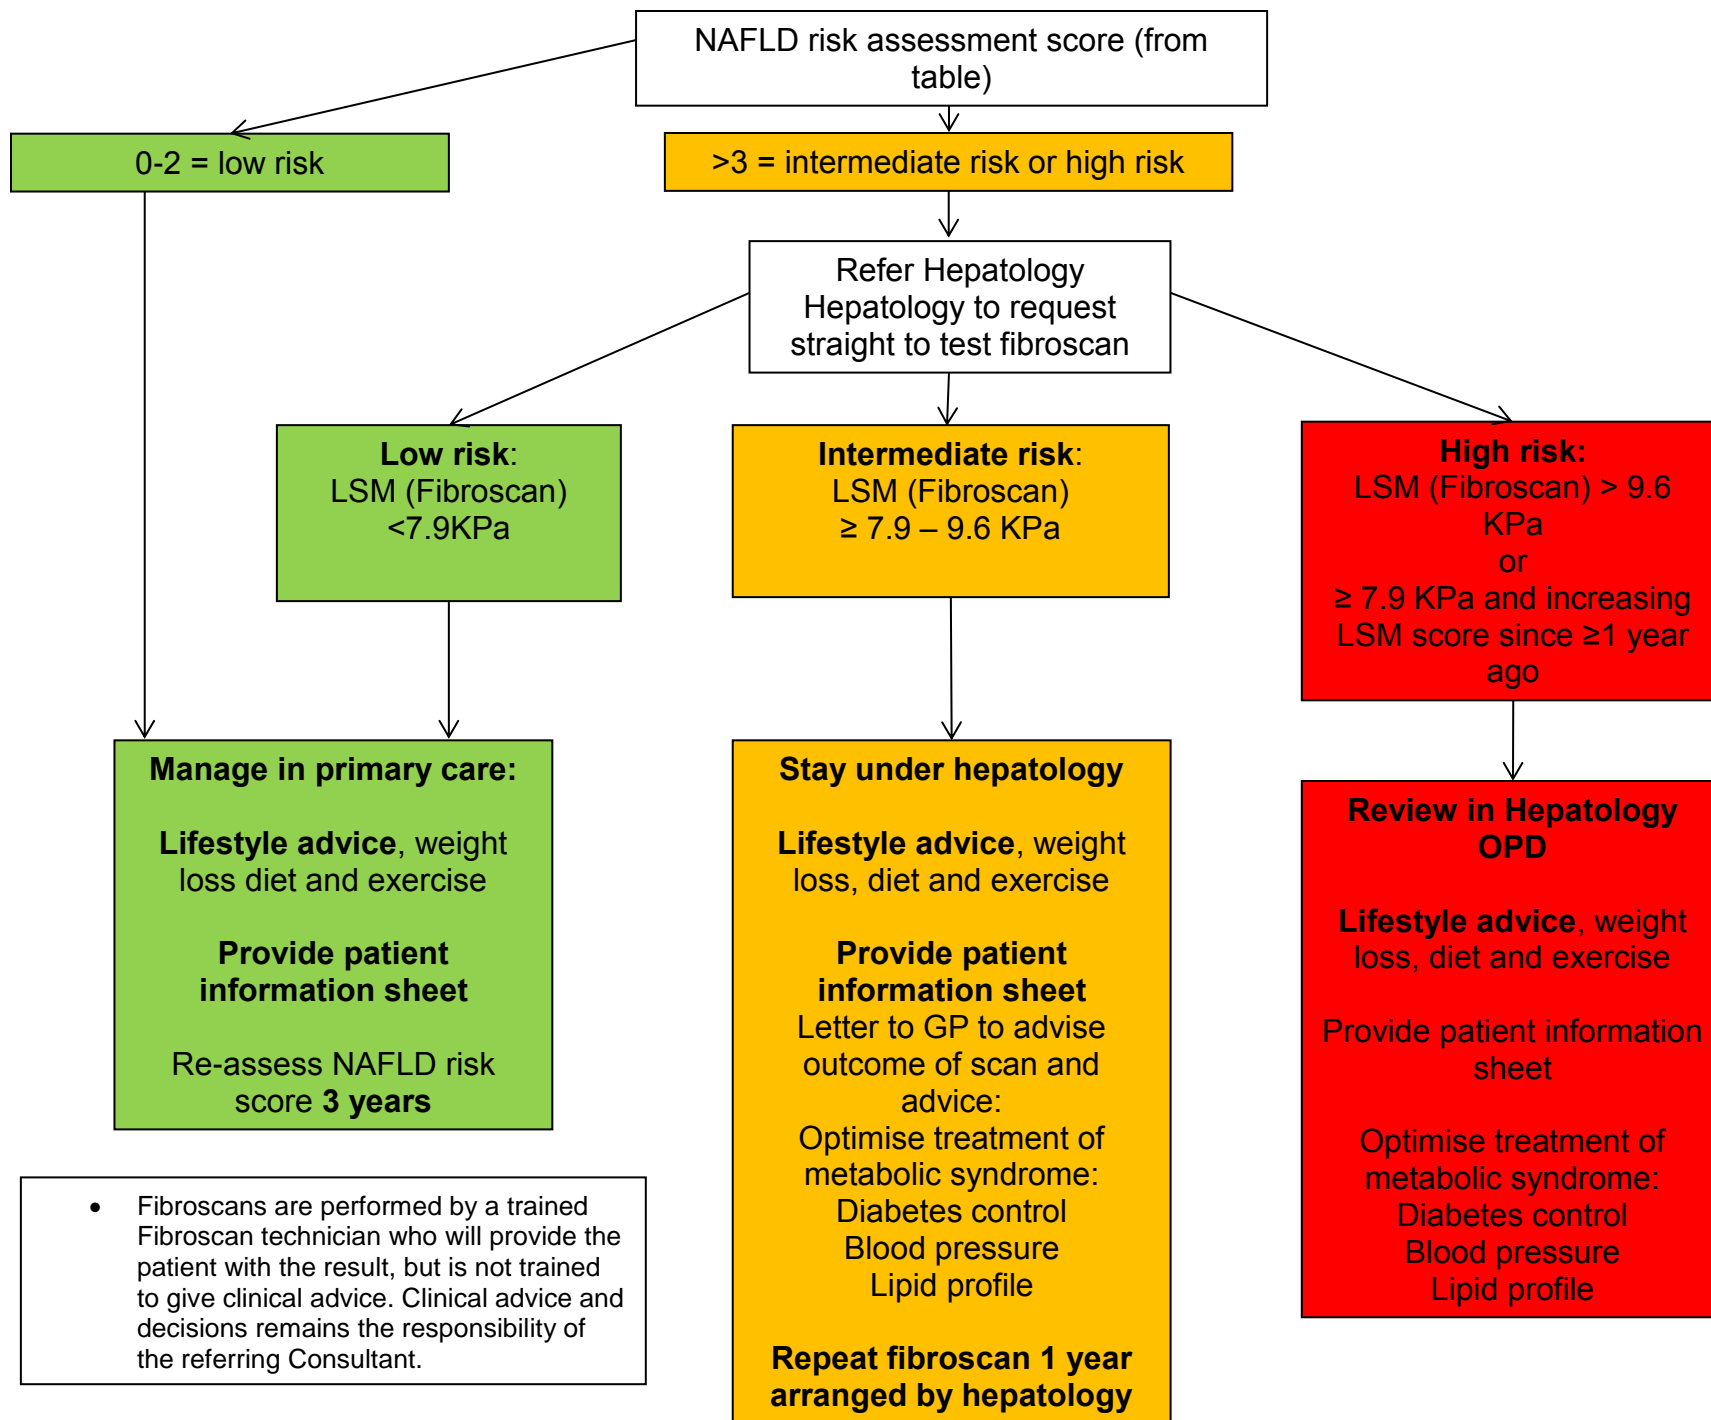 NAFLD risk assessment score (from
table)
0-2 = low risk
>3 = intermediate risk or high risk
Refer Hepatology
Hepatology to request
straight to test fibroscan
Low risk:
LSM (Fibroscan)
<7.9KPa
Intermediate risk:
LSM (Fibroscan)
≥ 7.9 – 9.6 KPa
High risk:
LSM (Fibroscan) > 9.6
KPa
or
≥ 7.9 KPa and increasing
LSM score since ≥1 year
ago
Manage in primary care:
Lifestyle advice, weight
loss diet and exercise
Provide patient
information sheet
Re-assess NAFLD risk
score 3 years
Stay under hepatology
Lifestyle advice, weight
loss, diet and exercise
Provide patient
information sheet
Letter to GP to advise
outcome of scan and
advice:
Optimise treatment of
metabolic syndrome:
Diabetes control
Blood pressure
Lipid profile
Repeat fibroscan 1 year
arranged by hepatology
Review in Hepatology
OPD
Lifestyle advice, weight
loss, diet and exercise
Provide patient information
sheet
Optimise treatment of
metabolic syndrome:
Diabetes control
Blood pressure
Lipid profile
• Fibroscans are performed by a trained
Fibroscan technician who will provide the
patient with the result, but is not trained
to give clinical advice. Clinical advice and
decisions remains the responsibility of
the referring Consultant.